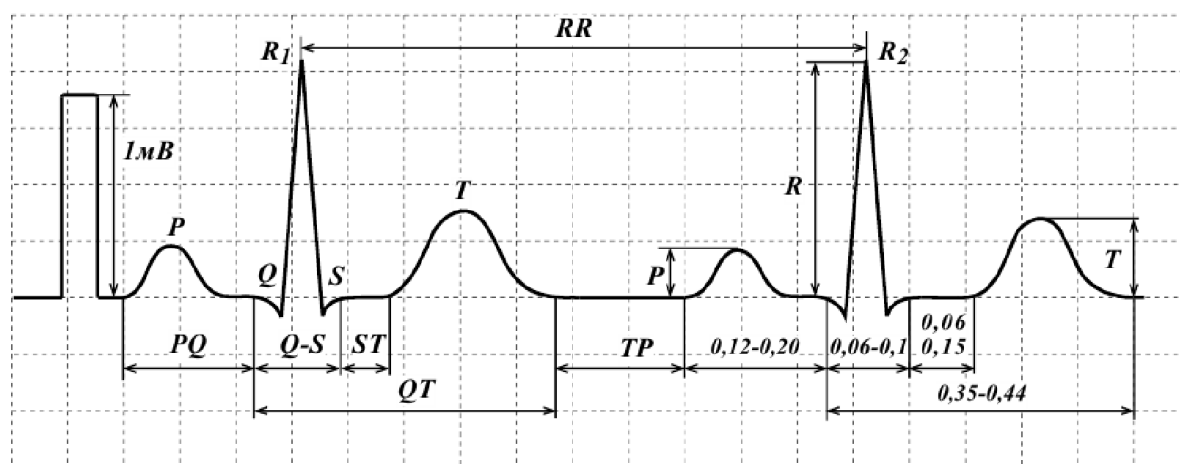 RR
R1
R2
1мВ
P
Q
S
T
R
P
T
PQ
Q-S
ST
QT
TP
0,12-0,20
0,06-0,1
0,06
0,15
0,35-0,44